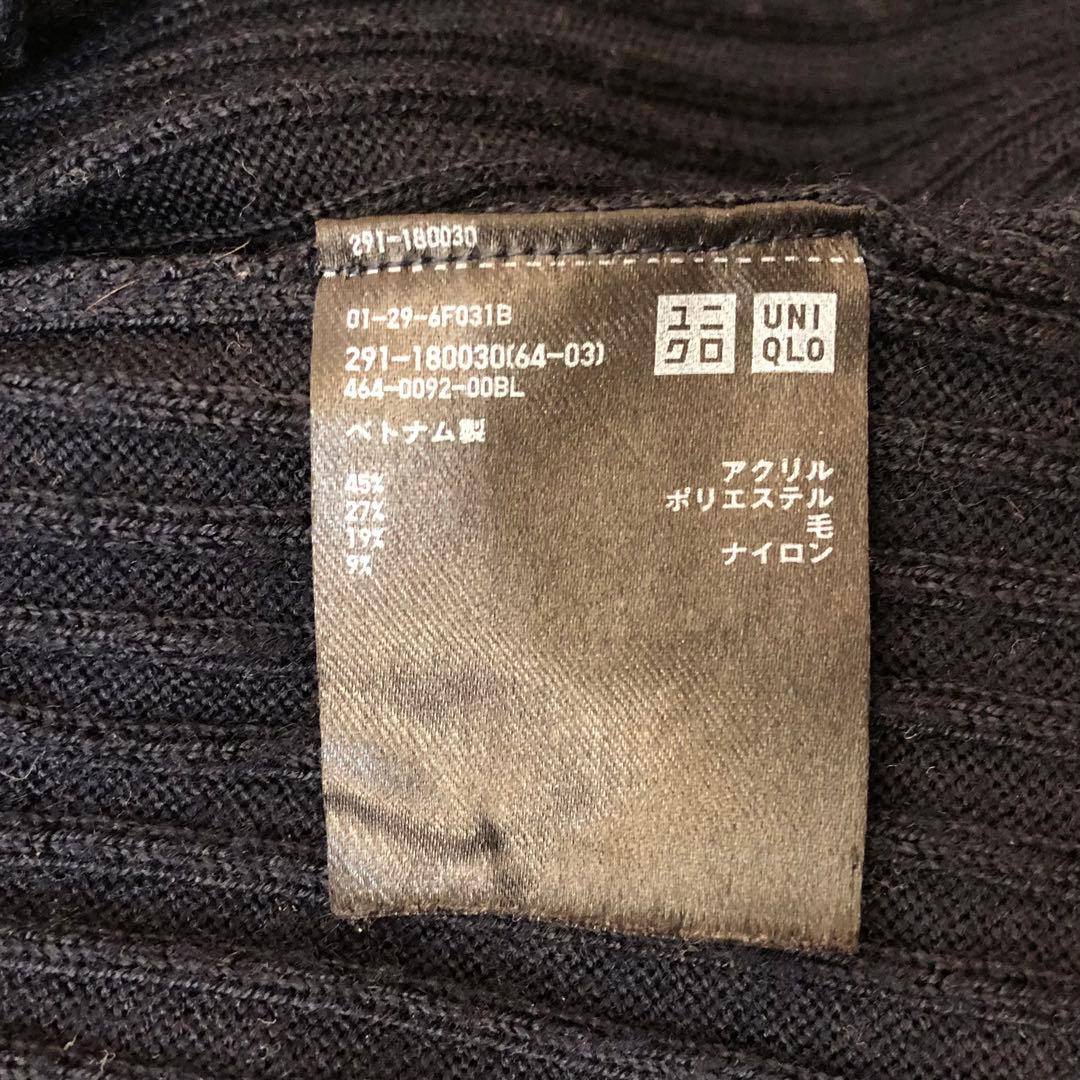 291-180030
01-29-6F031B
291-180030(64-03)
464-0092-00BL
ユニ
クロ
UNI
QLO
ベトナム製
45% アクリル
27% ポリエステル
19% 毛
9% ナイロン